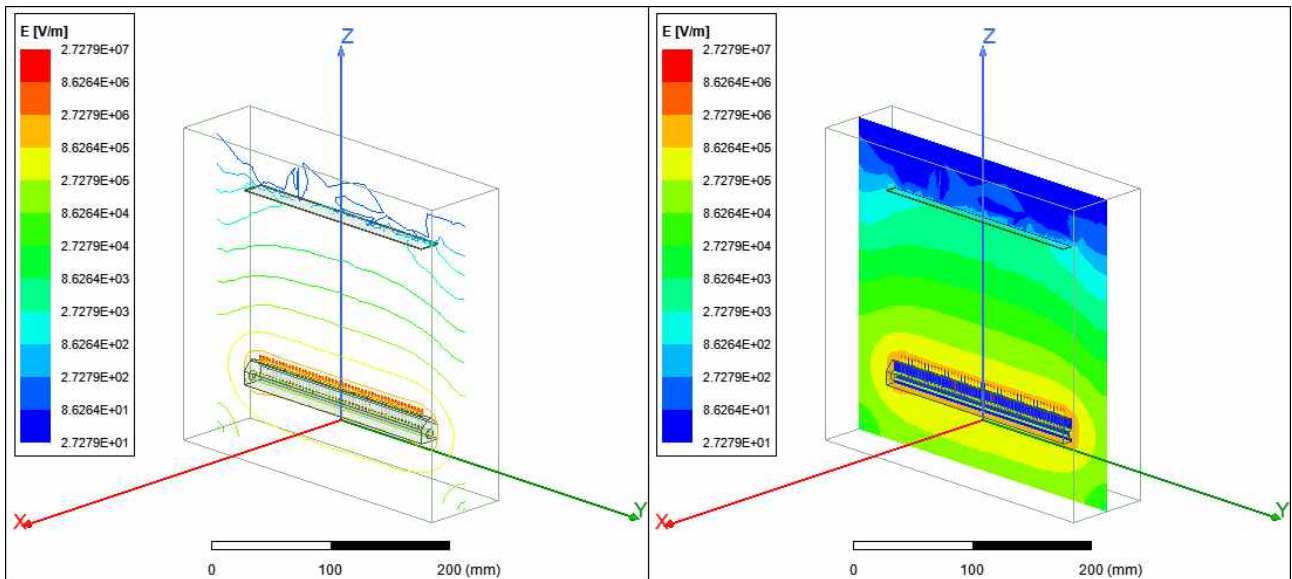 E [V/m]
2.7279E+07
8.6264E+06
2.7279E+06
8.6264E+05
2.7279E+05
8.6264E+04
2.7279E+04
8.6264E+03
2.7279E+03
8.6264E+02
2.7279E+02
8.6264E+01
2.7279E+01
Z
X
Y
0 100 200 (mm)
E [V/m]
2.7279E+07
8.6264E+06
2.7279E+06
8.6264E+05
2.7279E+05
8.6264E+04
2.7279E+04
8.6264E+03
2.7279E+03
8.6264E+02
2.7279E+02
8.6264E+01
2.7279E+01
Z
X
Y
0 100 200 (mm)